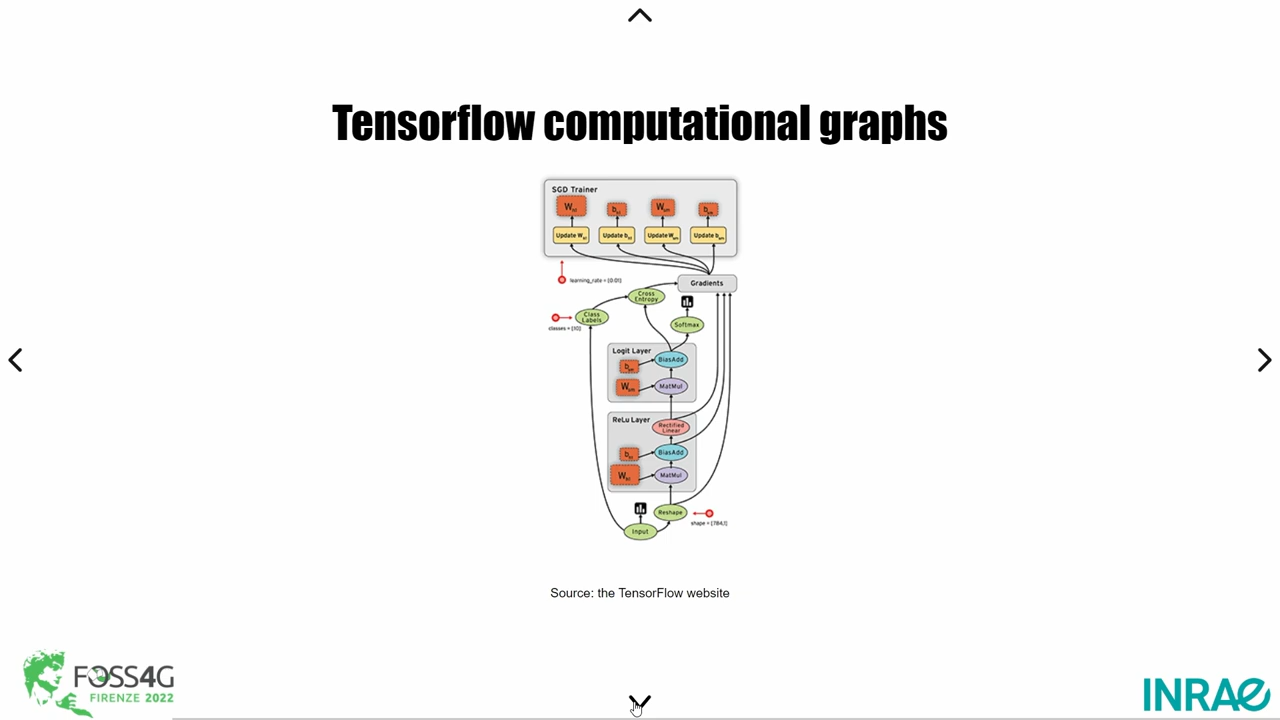 Tensorflow computational graphs
SGD Trainer
Update W
Update b
Update W
Update b
learning_rate = [0.01]
Gradients
Cross
Entropy
Class
Labels
classes = [10]
Softmax
Logit Layer
BiasAdd
MatMul
ReLu Layer
Rectified
Linear
BiasAdd
MatMul
Reshape
shape = [784,1]
Input
Source: the TensorFlow website
FOSS4G
FIRENZE 2022
INRAE